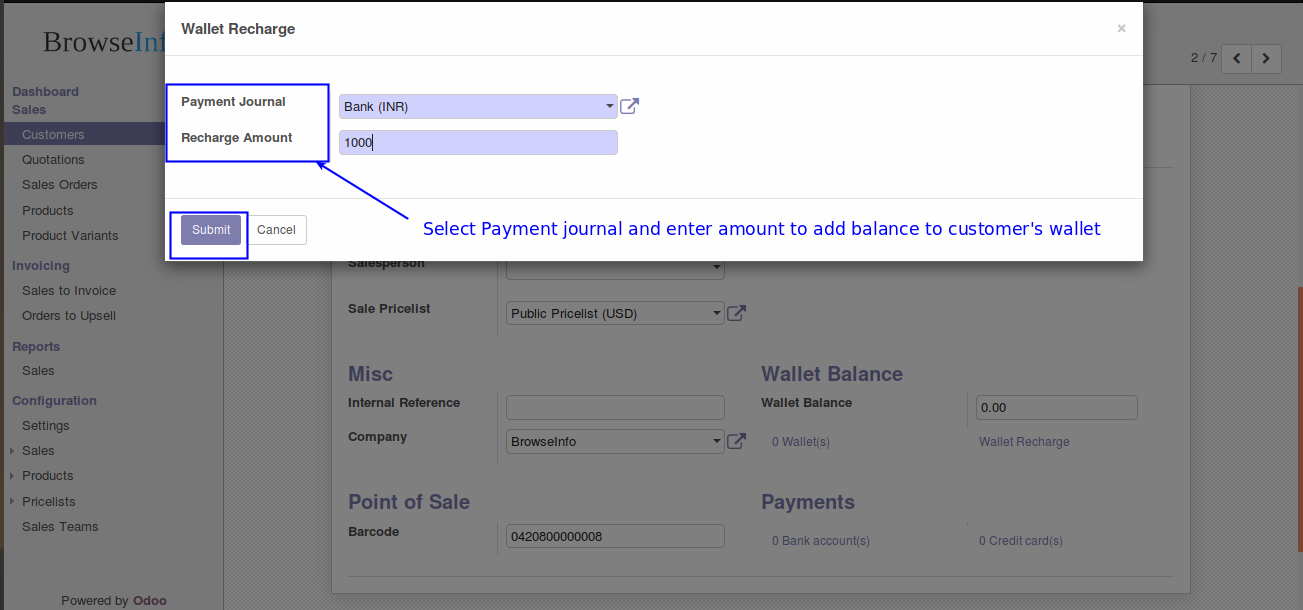 Wallet Recharge
×
BrowseInf
2 / 7
Payment Journal
Bank (INR)
Recharge Amount
1000
Submit
Cancel
Select Payment journal and enter amount to add balance to customer's wallet
Dashboard
Sales
Customers
Quotations
Sales Orders
Products
Product Variants
Invoicing
Sales to Invoice
Orders to Upsell
Reports
Sales
Configuration
Settings
Sales
Products
Pricelists
Sales Teams
Powered by Odoo
Salesperson
Sale Pricelist
Public Pricelist (USD)
Misc
Internal Reference
Company
BrowseInfo
Wallet Balance
Wallet Balance
0.00
0 Wallet(s)
Wallet Recharge
Point of Sale
Barcode
0420800000008
Payments
0 Bank account(s)
0 Credit card(s)